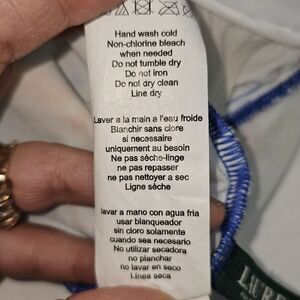 Hand wash cold
Non-chlorine bleach
when needed
Do not tumble dry
Do not iron
Do not dry clean
Line dry
Laver a la main a l'eau froide
Blanchir sans clore
si necessaire
uniquement au besoin
Ne pas sèche-linge
ne pas repasser
ne pas nettoyer a sec
Ligne sècha
lavar a mano con agua fria
usar blanqueador
sin cloro solamente
cuando sea necesario
No utilizar secadora
no planchar
no lavar en seco
Linea seca